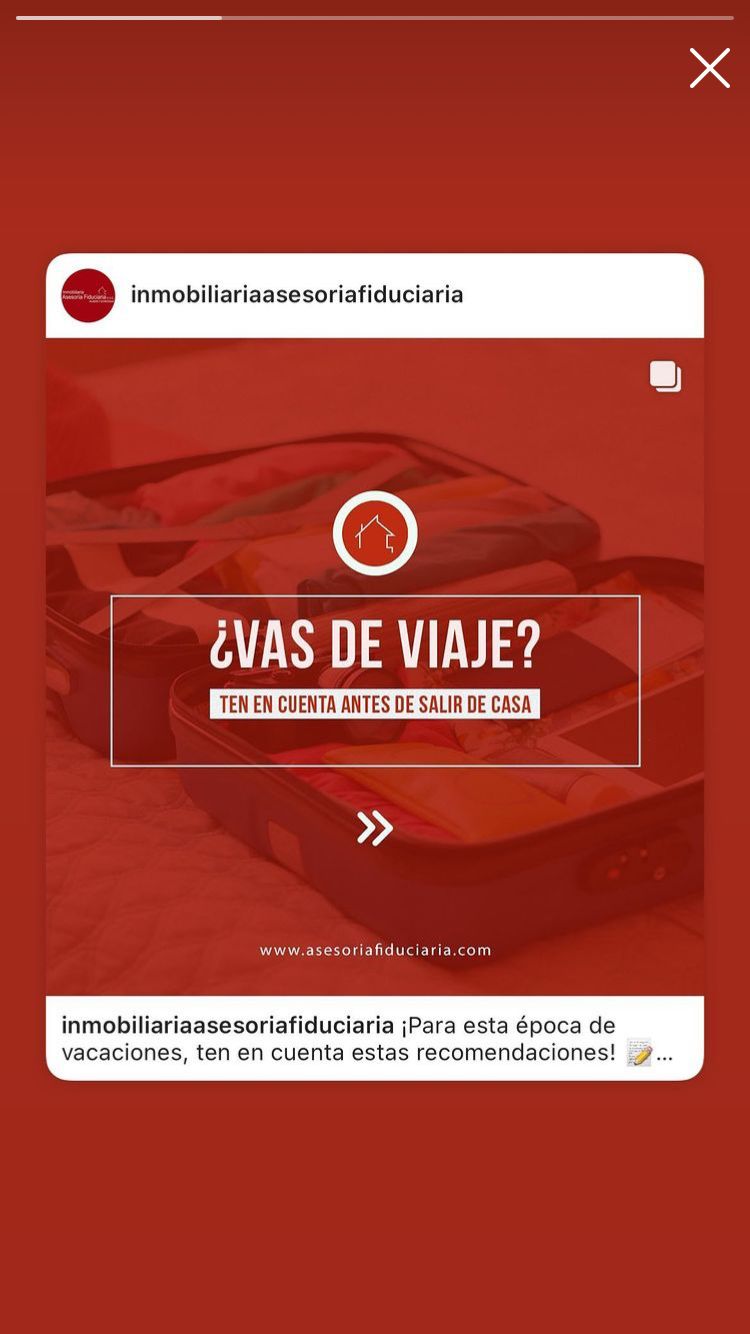 Asesoría Fiduciaria
inmobiliariaasesoriafiduciaria
¿VAS DE VIAJE?
TEN EN CUENTA ANTES DE SALIR DE CASA
www.asesoriafiduciaria.com
inmobiliariaasesoriafiduciaria ¡Para esta época de
vacaciones, ten en cuenta estas recomendaciones! 📝...